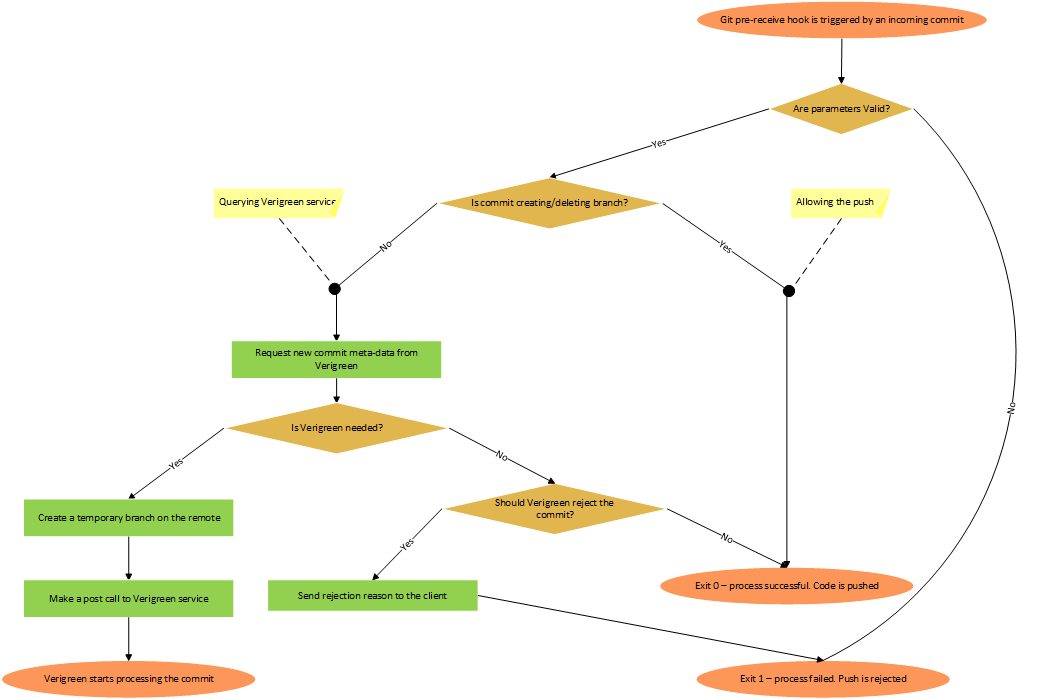 Git pre-receive hook is triggered by an incoming commit
Are parameters Valid?
Yes
Querying Verigreen service
Is commit creating/deleting branch?
Allowing the push
No
Yes
Request new commit meta-data from
Verigreen
No
Is Verigreen needed?
Yes
No
Should Verigreen reject the
commit?
Create a temporary branch on the remote
Yes
No
Exit 0 – process successful. Code is pushed
Make a post call to Verigreen service
Send rejection reason to the client
Verigreen starts processing the commit
Exit 1 – process failed. Push is rejected